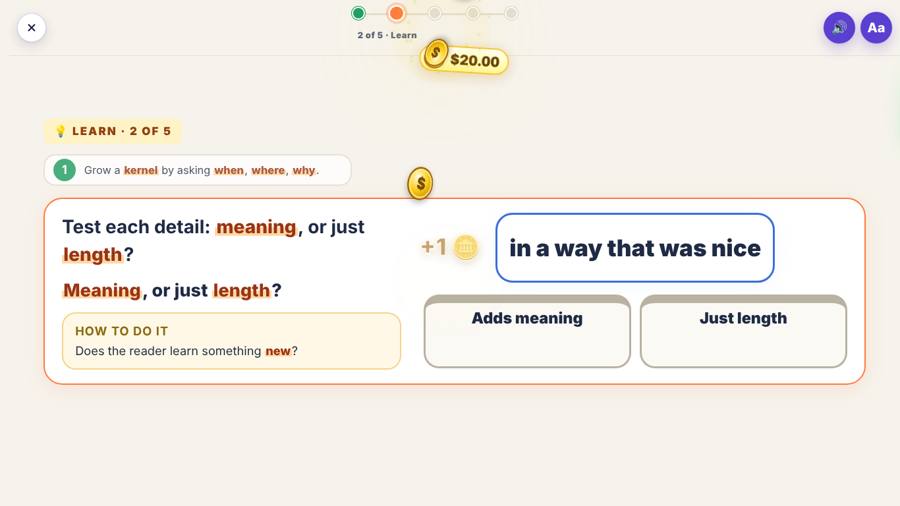 2 of 5 · Learn
$20.00
Aa
LEARN · 2 OF 5
1 Grow a kernel by asking when, where, why.
Test each detail: meaning, or just
length?
Meaning, or just length?
HOW TO DO IT
Does the reader learn something new?
+1
in a way that was nice
Adds meaning
Just length